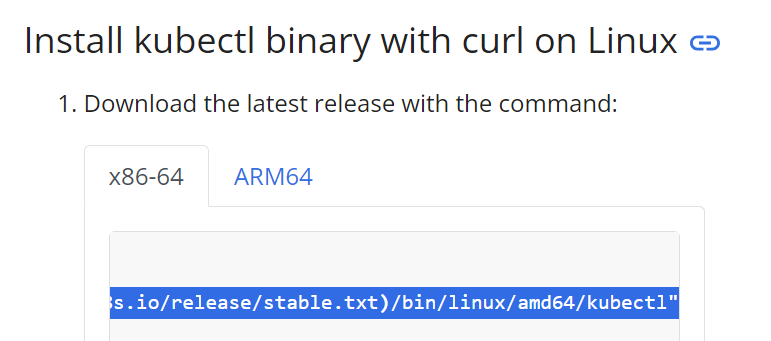 Install kubectl binary with curl on Linux
1. Download the latest release with the command:
x86-64 ARM64
s.io/release/stable.txt)/bin/linux/amd64/kubectl"